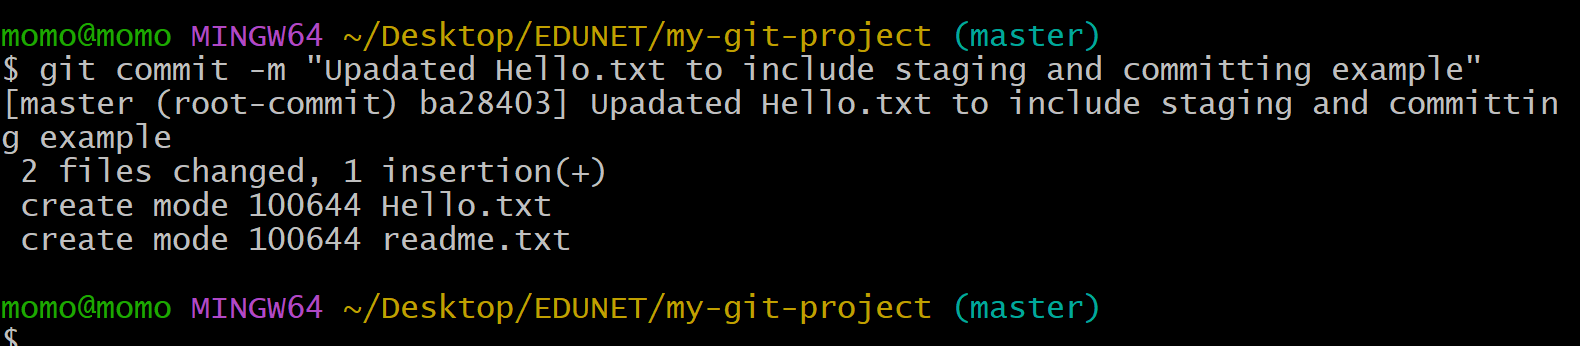 momo@momo MINGW64 ~/Desktop/EDUNET/my-git-project (master)
$ git commit -m "Upadated Hello.txt to include staging and committing example"
[master (root-commit) ba28403] Upadated Hello.txt to include staging and committin
g example
 2 files changed, 1 insertion(+)
 create mode 100644 Hello.txt
 create mode 100644 readme.txt

momo@momo MINGW64 ~/Desktop/EDUNET/my-git-project (master)
$